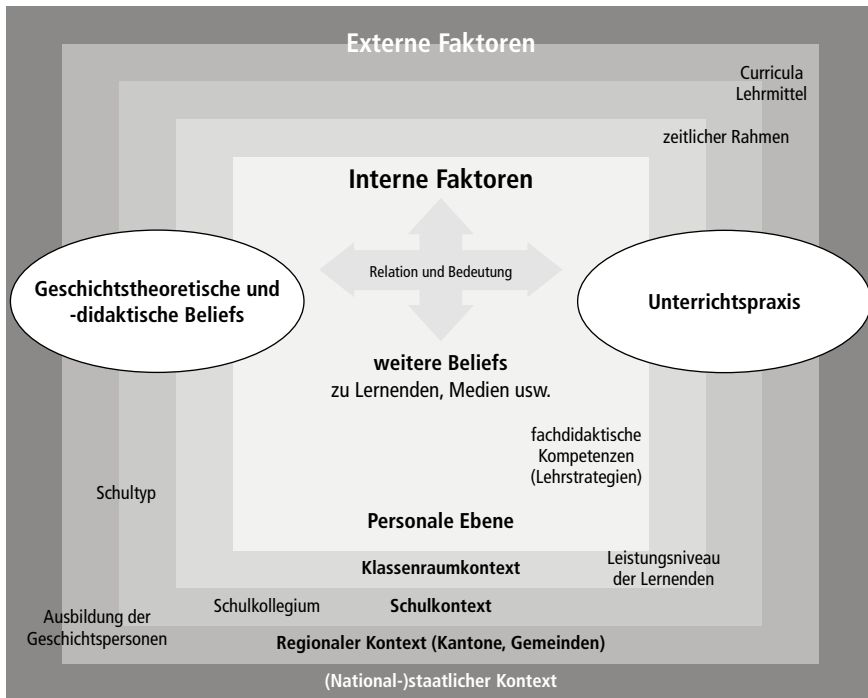 Externe Faktoren
Curricula
Lehrmittel
zeitlicher Rahmen
Interne Faktoren
Relation und Bedeutung
Geschichtstheoretische und
-didaktische Beliefs
Unterrichtspraxis
weitere Beliefs
zu Lernenden, Medien usw.
fachdidaktische
Kompetenzen
(Lehrstrategien)
Schultyp
Personale Ebene
Klassenraumkontext
Leistungsniveau
der Lernenden
Schulkollegium
Schulkontext
Ausbildung der
Geschichtspersonen
Regionaler Kontext (Kantone, Gemeinden)
(National-)staatlicher Kontext